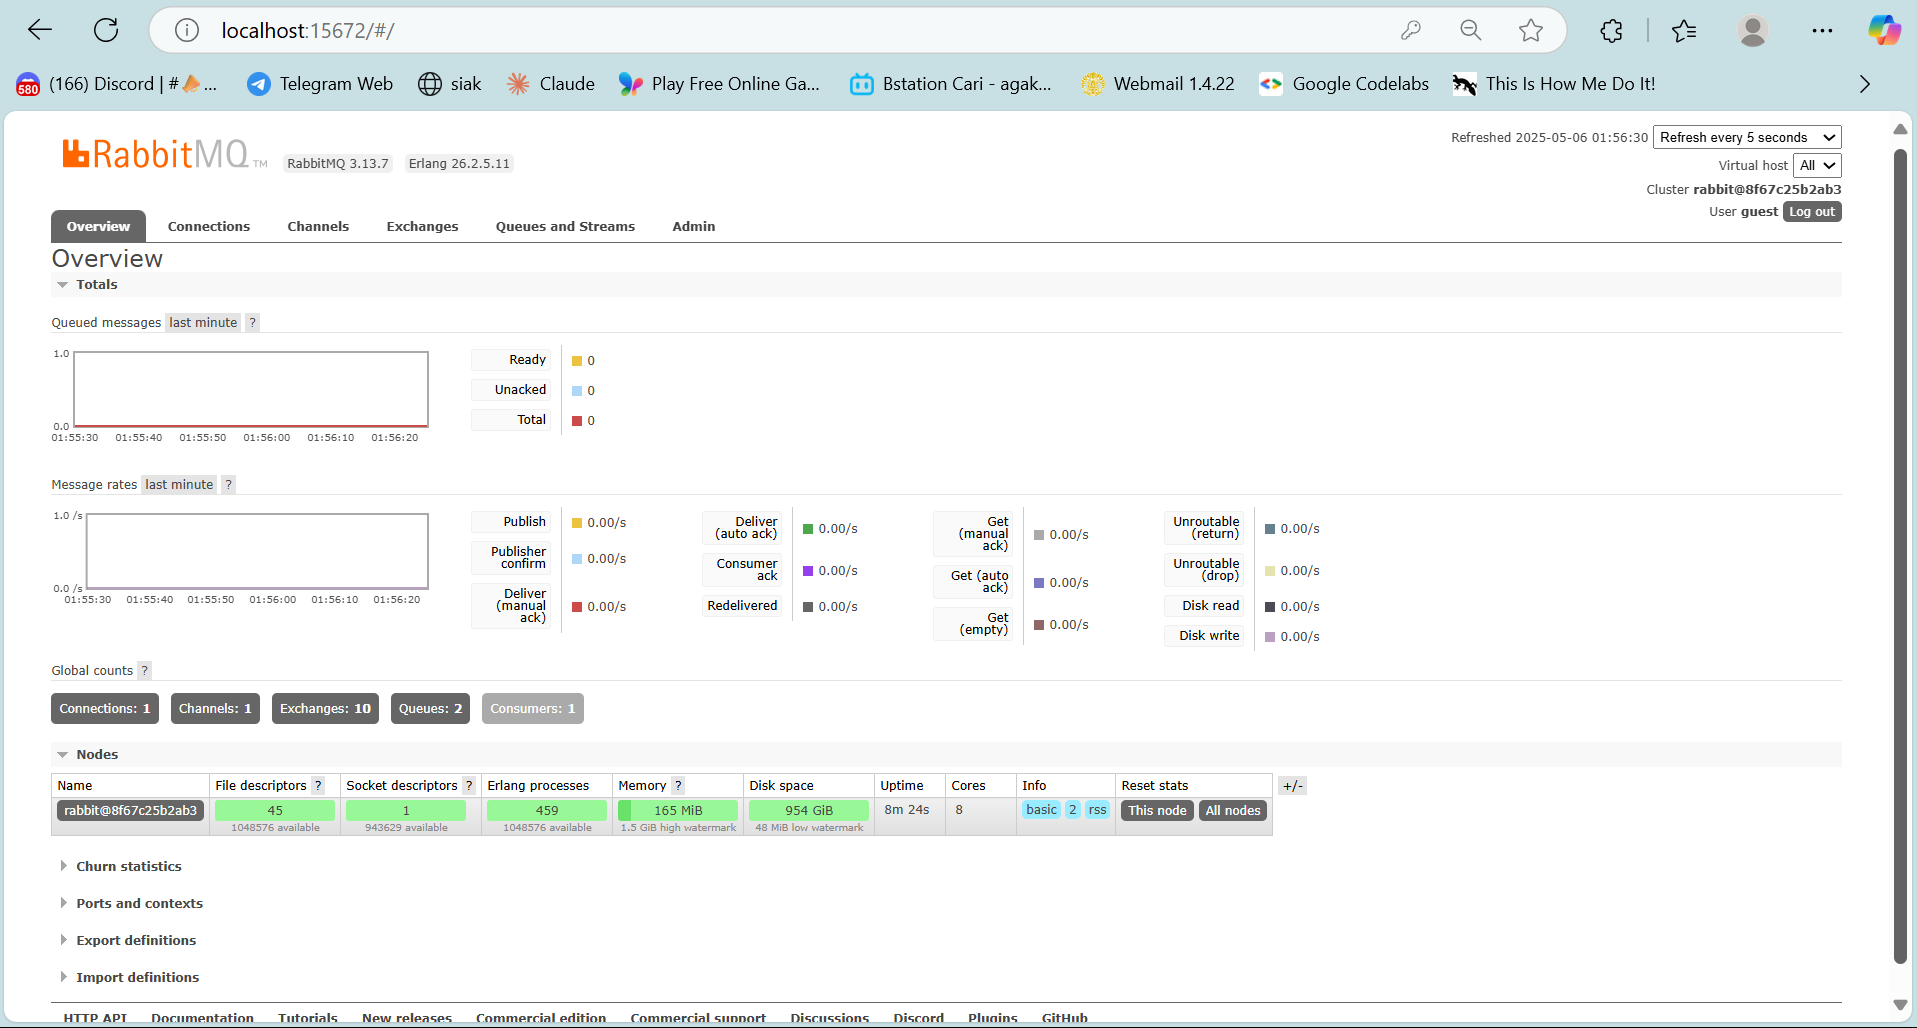 localhost:15672/#/
580 (166) Discord | # ... Telegram Web siak Claude Play Free Online Ga... Bstation Cari - agak... Webmail 1.4.22 Google Codelabs This Is How Me Do It!
RabbitMQ TM RabbitMQ 3.13.7 Erlang 26.2.5.11
Refreshed 2025-05-06 01:56:30 Refresh every 5 seconds
Virtual host All
Cluster rabbit@8f67c25b2ab3
User guest Log out
Overview Connections Channels Exchanges Queues and Streams Admin
Overview
Totals
Queued messages last minute ?
1.0
0.0
01:55:30 01:55:40 01:55:50 01:56:00 01:56:10 01:56:20
Ready 0
Unacked 0
Total 0
Message rates last minute ?
1.0 /s
0.0 /s
01:55:30 01:55:40 01:55:50 01:56:00 01:56:10 01:56:20
Publish 0.00/s
Publisher
confirm 0.00/s
Deliver
(manual
ack) 0.00/s
Deliver
(auto ack) 0.00/s
Consumer
ack 0.00/s
Redelivered 0.00/s
Get
(manual
ack) 0.00/s
Get (auto
ack) 0.00/s
Get
(empty) 0.00/s
Unroutable
(return) 0.00/s
Unroutable
(drop) 0.00/s
Disk read 0.00/s
Disk write 0.00/s
Global counts ?
Connections: 1 Channels: 1 Exchanges: 10 Queues: 2 Consumers: 1
Nodes
Name File descriptors ? Socket descriptors ? Erlang processes Memory ? Disk space Uptime Cores Info Reset stats +/-
rabbit@8f67c25b2ab3 45 1 459 165 MiB 954 GiB 8m 24s 8 basic 2 rss This node All nodes
1048576 available 943629 available 1048576 available 1.5 GiB high watermark 48 MiB low watermark
Churn statistics
Ports and contexts
Export definitions
Import definitions
HTTP API Documentation Tutorials New releases Commercial edition Commercial support Discussions Discord Plugins GitHub